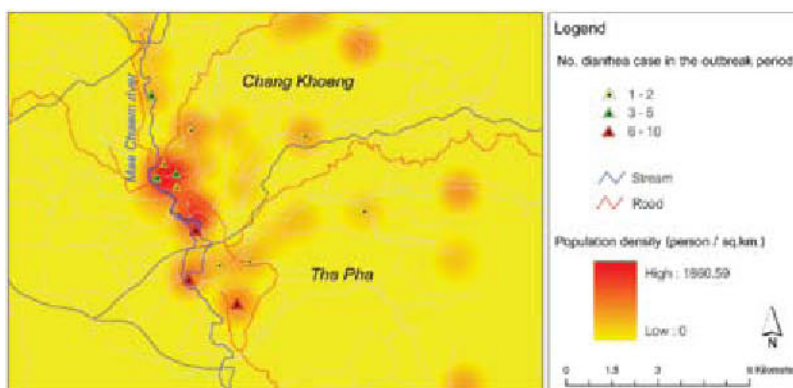 Legend
No. diarrhea case in the outbreak period
1 - 2
3 - 5
6 - 10
Stream
Road
Population density (person / sq.km.)
High : 1860.59
Low : 0
N
0 1.5 3 6 Kilometers
Chang Khoeng
Mae Chaem river
Tha Pha